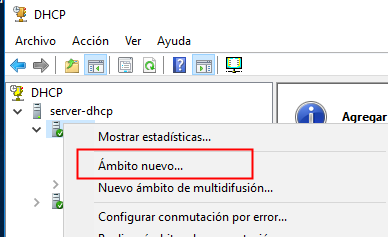 DHCP
Archivo Acción Ver Ayuda
DHCP
server-dhcp
Agregar
Mostrar estadísticas...
Ámbito nuevo...
Nuevo ámbito de multidifusión...
Configurar conmutación por error...